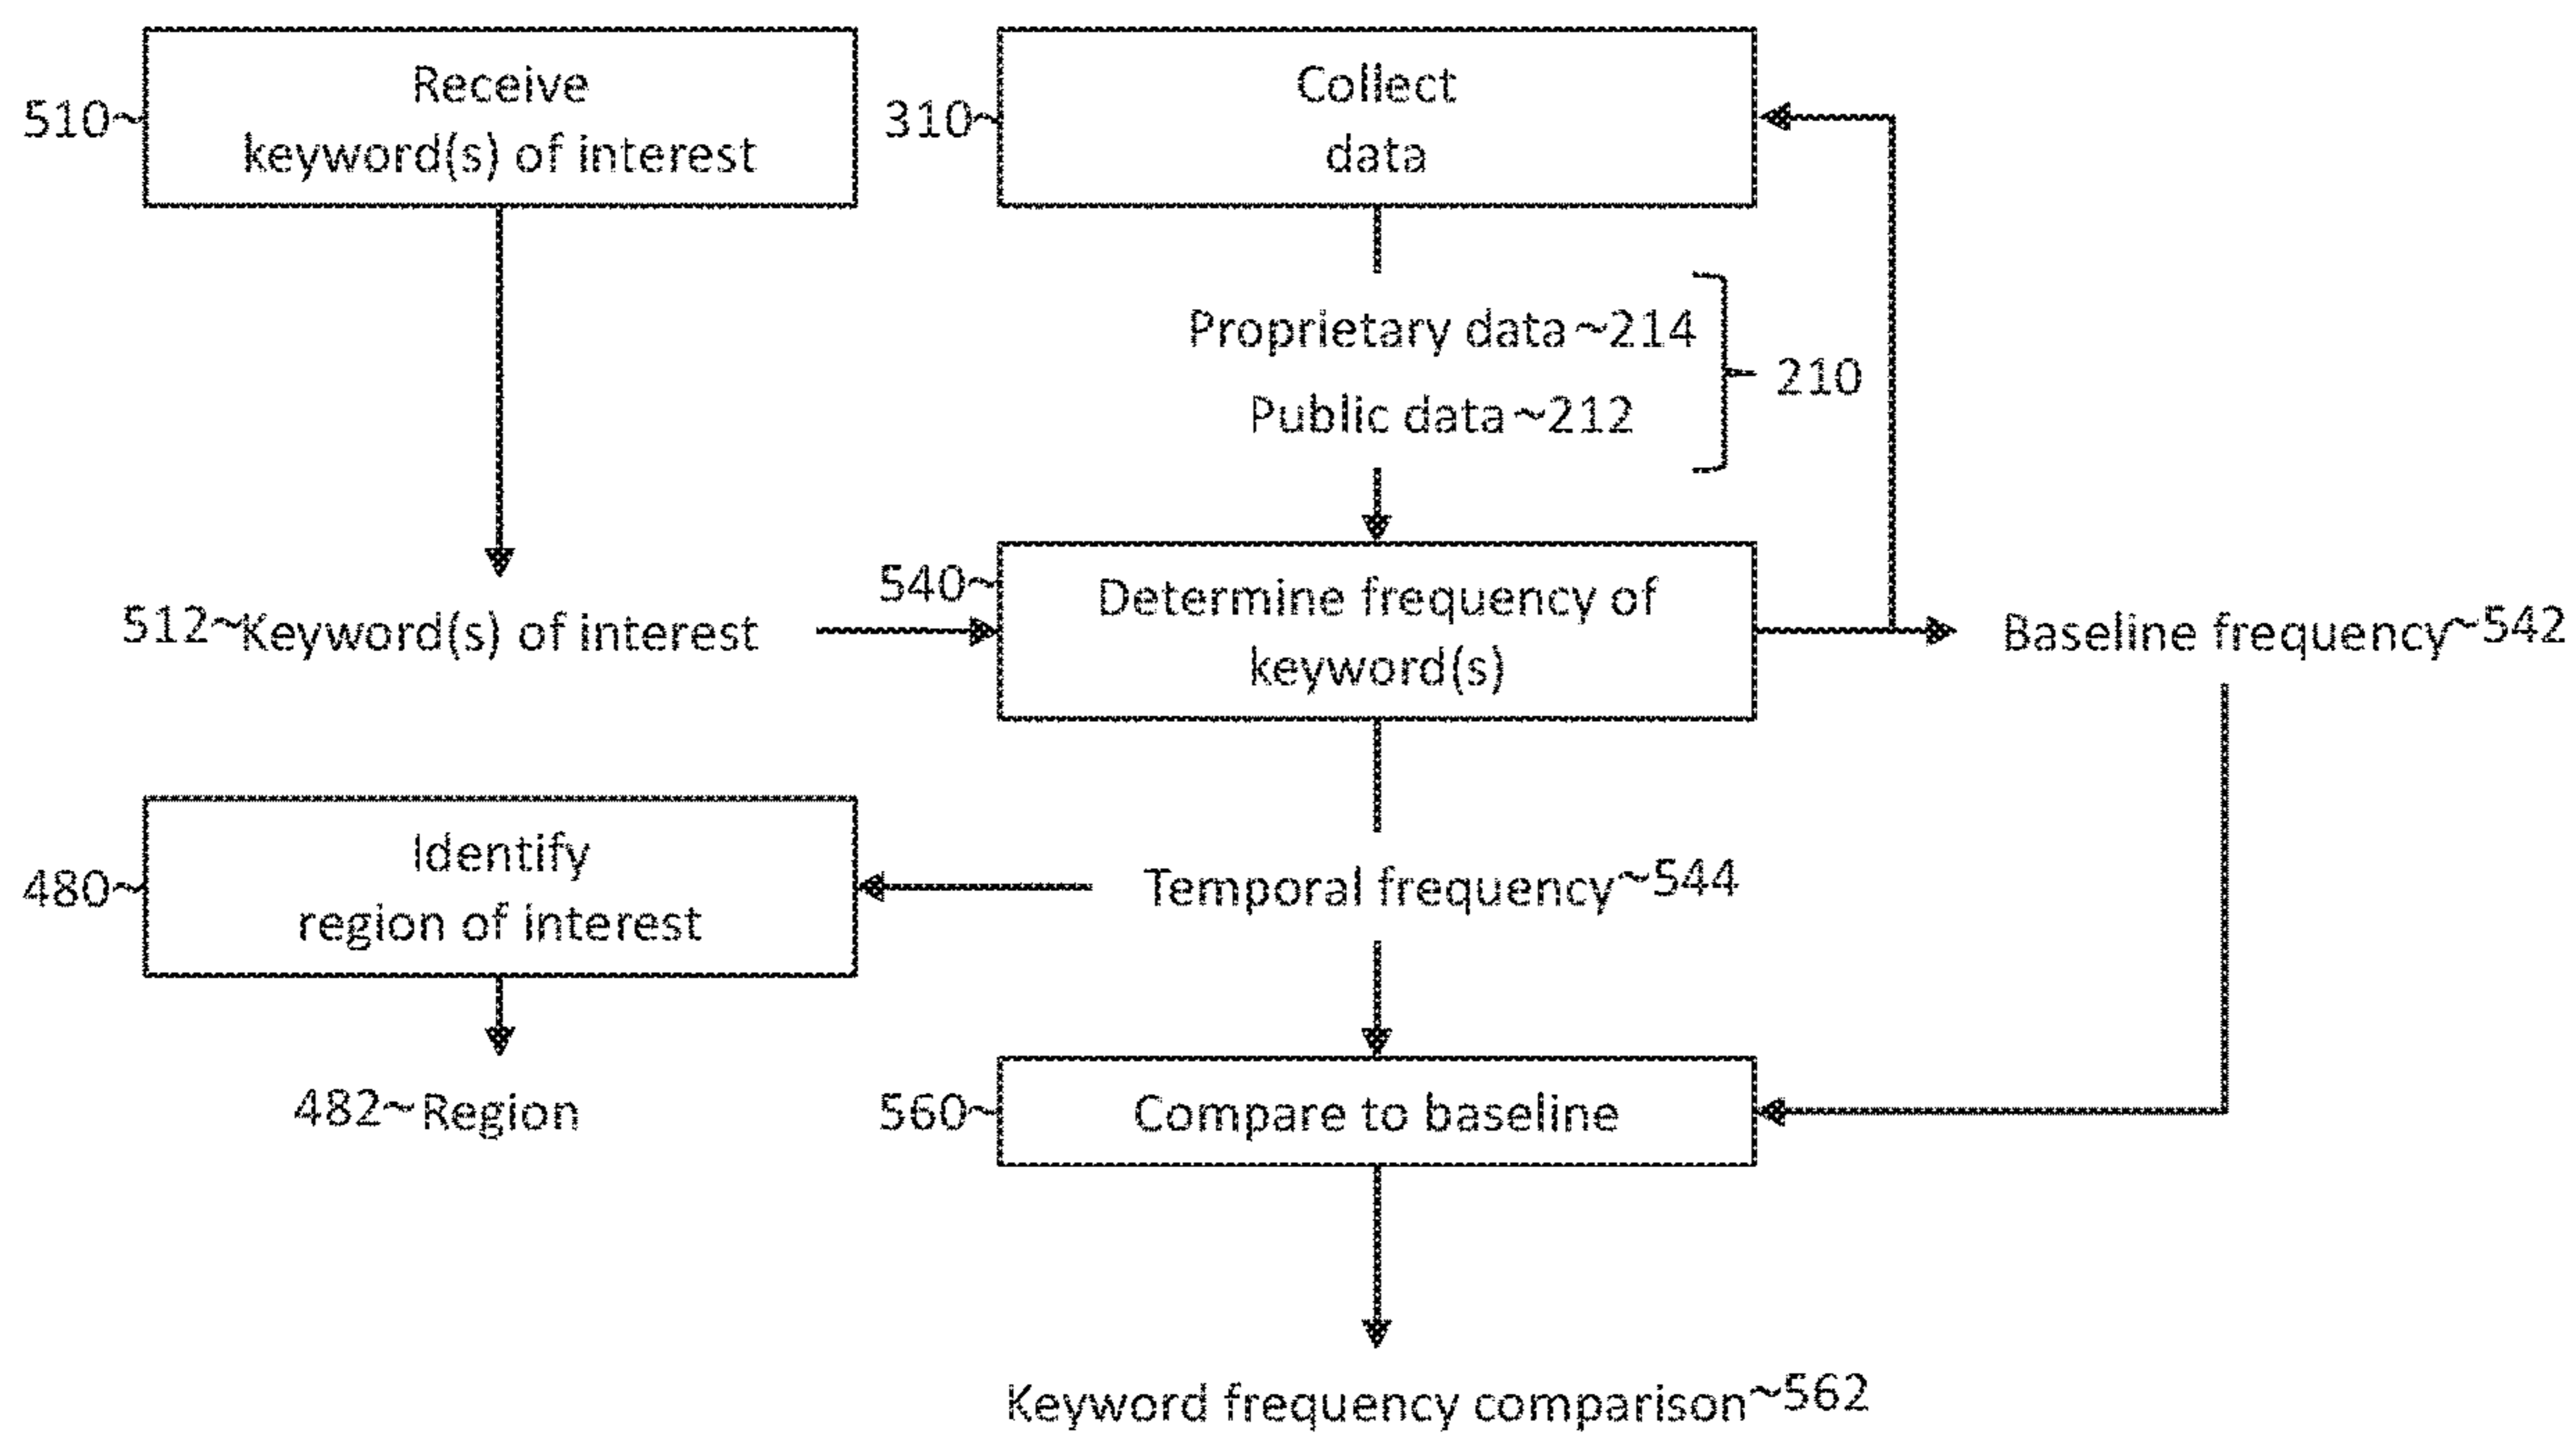 510~
Receive
keyword(s) of interest
310~
Collect
data
Proprietary data~214
Public data~212
210
512~Keyword(s) of interest
540~
Determine frequency of
keyword(s)
Baseline frequency~542
480~
Identify
region of interest
Temporal frequency~544
482~Region
560~
Compare to baseline
Keyword frequency comparison~562